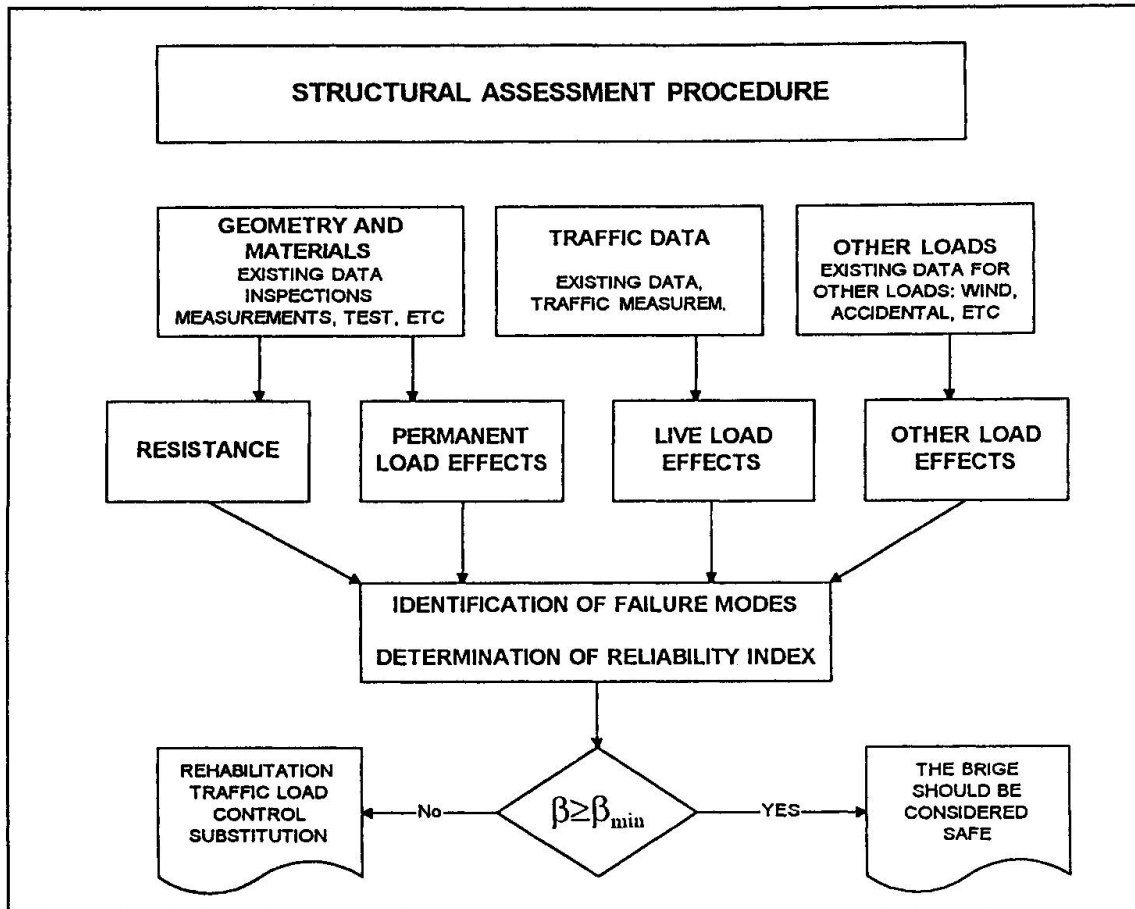 STRUCTURAL ASSESSMENT PROCEDURE
GEOMETRY AND
MATERIALS
EXISTING DATA
INSPECTIONS
MEASUREMENTS, TEST, ETC
TRAFFIC DATA
EXISTING DATA,
TRAFFIC MEASUREM.
OTHER LOADS
EXISTING DATA FOR
OTHER LOADS: WIND,
ACCIDENTAL, ETC
RESISTANCE
PERMANENT
LOAD EFFECTS
LIVE LOAD
EFFECTS
OTHER LOAD
EFFECTS
IDENTIFICATION OF FAILURE MODES
DETERMINATION OF RELIABILITY INDEX
REHABILITATION
TRAFFIC LOAD
CONTROL
SUBSTITUTION
No
β≥βmin
YES
THE BRIGE
SHOULD BE
CONSIDERED
SAFE